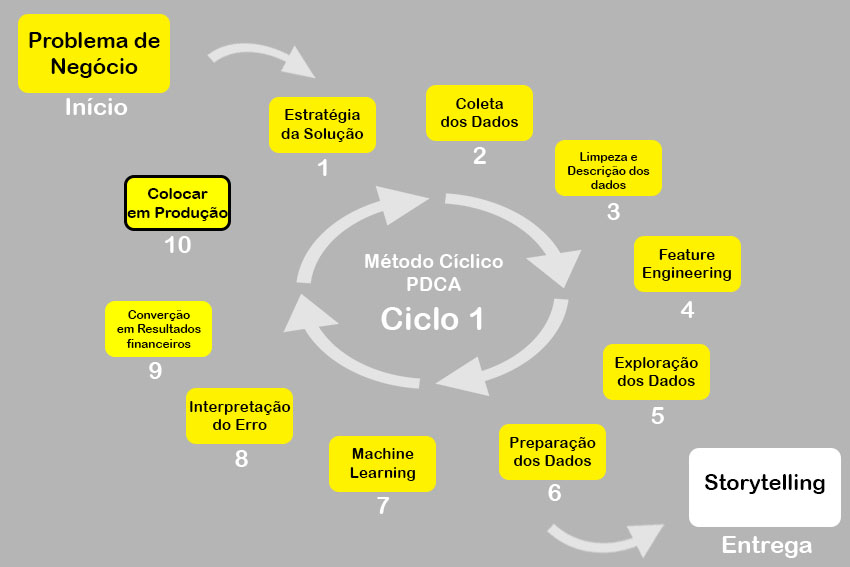 Problema de
Negócio
Início
Estratégia
da Solução
1
Coleta
dos Dados
2
Limpeza e
Descrição dos
dados
3
Feature
Engineering
4
Exploração
dos Dados
5
Preparação
dos Dados
6
Machine
Learning
7
Interpretação
do Erro
8
Converção
em Resultados
financeiros
9
Colocar
em Produção
10
Método Cíclico
PDCA
Ciclo 1
Storytelling
Entrega